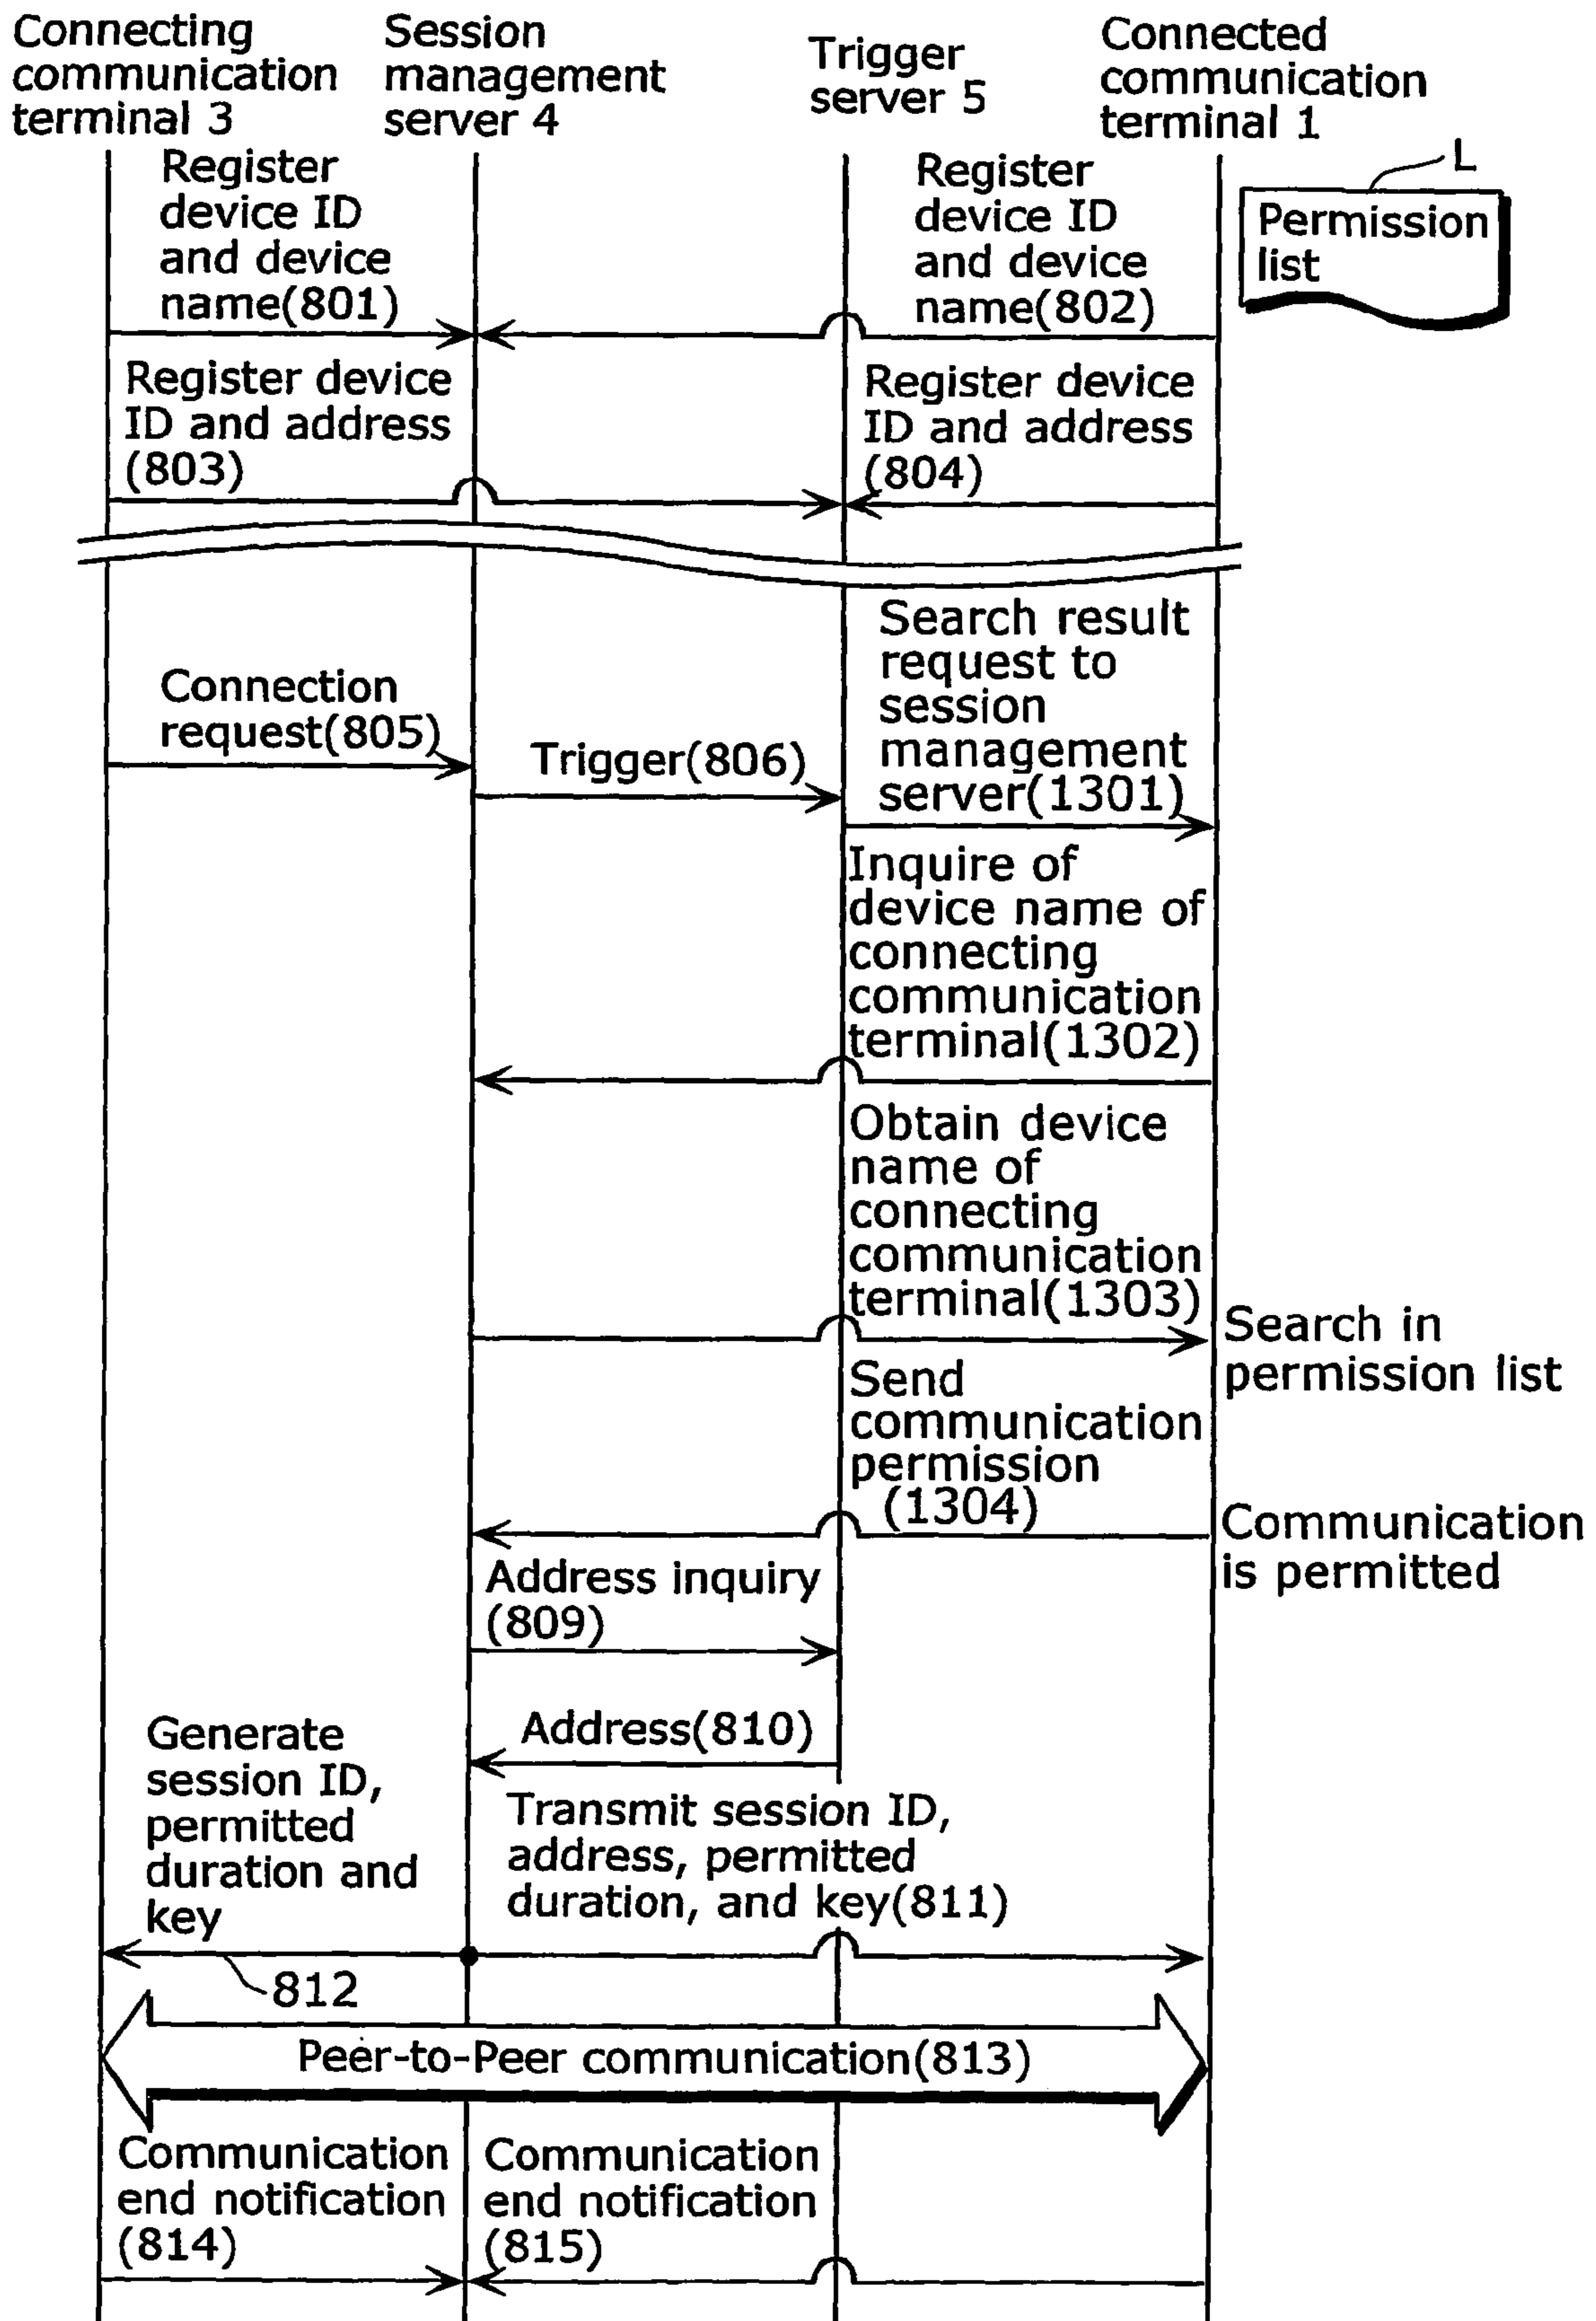 Connecting
communication
terminal 3
Session
management
server 4
Trigger
server 5
Connected
communication
terminal 1
L
Permission
list
Register
device ID
and device
name(801)
Register
device ID
and device
name(802)
Register device
ID and address
(803)
Register device
ID and address
(804)
Connection
request(805)
Trigger(806)
Search result
request to
session
management
server(1301)
Inquire of
device name of
connecting
communication
terminal(1302)
Obtain device
name of
connecting
communication
terminal(1303)
Search in
permission list
Send
communication
permission
(1304)
Communication
is permitted
Address inquiry
(809)
Address(810)
Generate
session ID,
permitted
duration and
key
Transmit session ID,
address, permitted
duration, and key(811)
812
Peer-to-Peer communication(813)
Communication
end notification
(814)
Communication
end notification
(815)